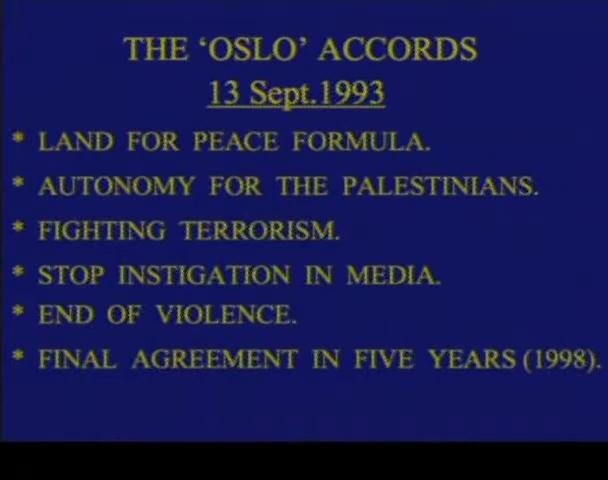 THE ‘OSLO’ ACCORDS
13 Sept.1993
* LAND FOR PEACE FORMULA.
* AUTONOMY FOR THE PALESTINIANS.
* FIGHTING TERRORISM.
* STOP INSTIGATION IN MEDIA.
* END OF VIOLENCE.
* FINAL AGREEMENT IN FIVE YEARS (1998).